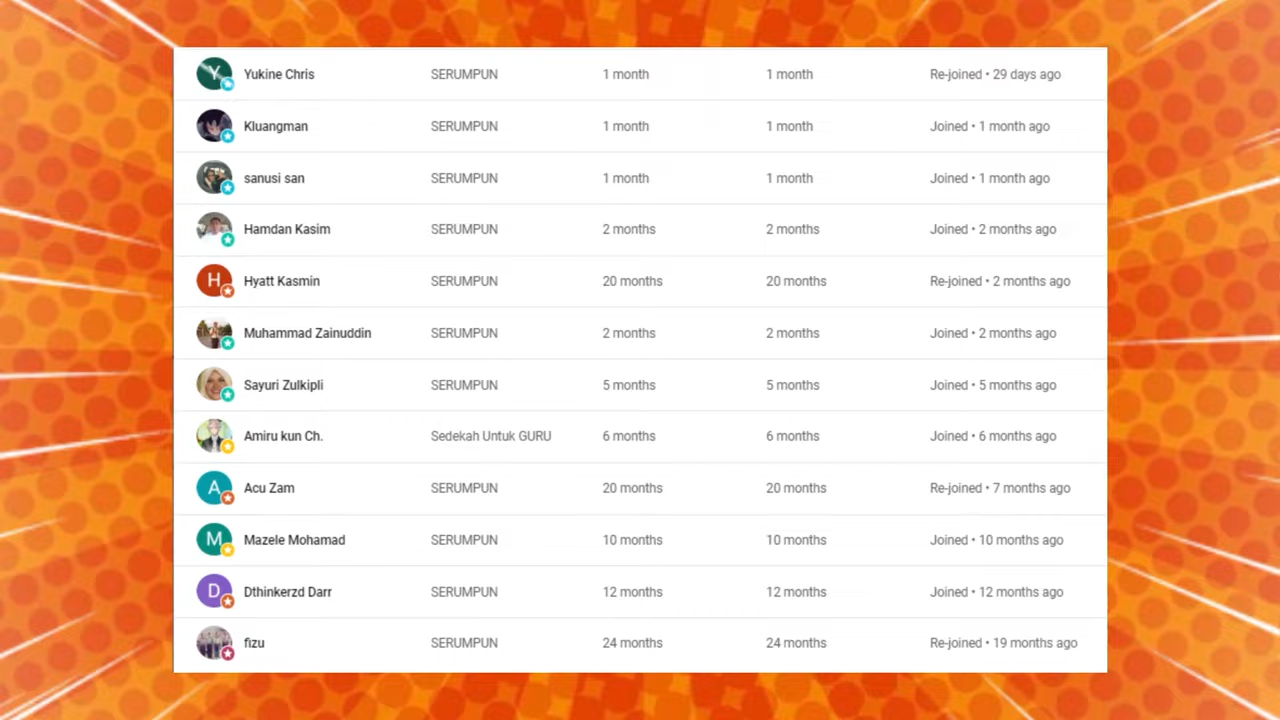 Y Yukine Chris SERUMPUN 1 month 1 month Re-joined • 29 days ago
Kluangman SERUMPUN 1 month 1 month Joined • 1 month ago
sanusi san SERUMPUN 1 month 1 month Joined • 1 month ago
Hamdan Kasim SERUMPUN 2 months 2 months Joined • 2 months ago
H Hyatt Kasmin SERUMPUN 20 months 20 months Re-joined • 2 months ago
Muhammad Zainuddin SERUMPUN 2 months 2 months Joined • 2 months ago
Sayuri Zulkipli SERUMPUN 5 months 5 months Joined • 5 months ago
Amiru kun Ch. Sedekah Untuk GURU 6 months 6 months Joined • 6 months ago
A Acu Zam SERUMPUN 20 months 20 months Re-joined • 7 months ago
M Mazele Mohamad SERUMPUN 10 months 10 months Joined • 10 months ago
D Dthinkerzd Darr SERUMPUN 12 months 12 months Joined • 12 months ago
fizu SERUMPUN 24 months 24 months Re-joined • 19 months ago